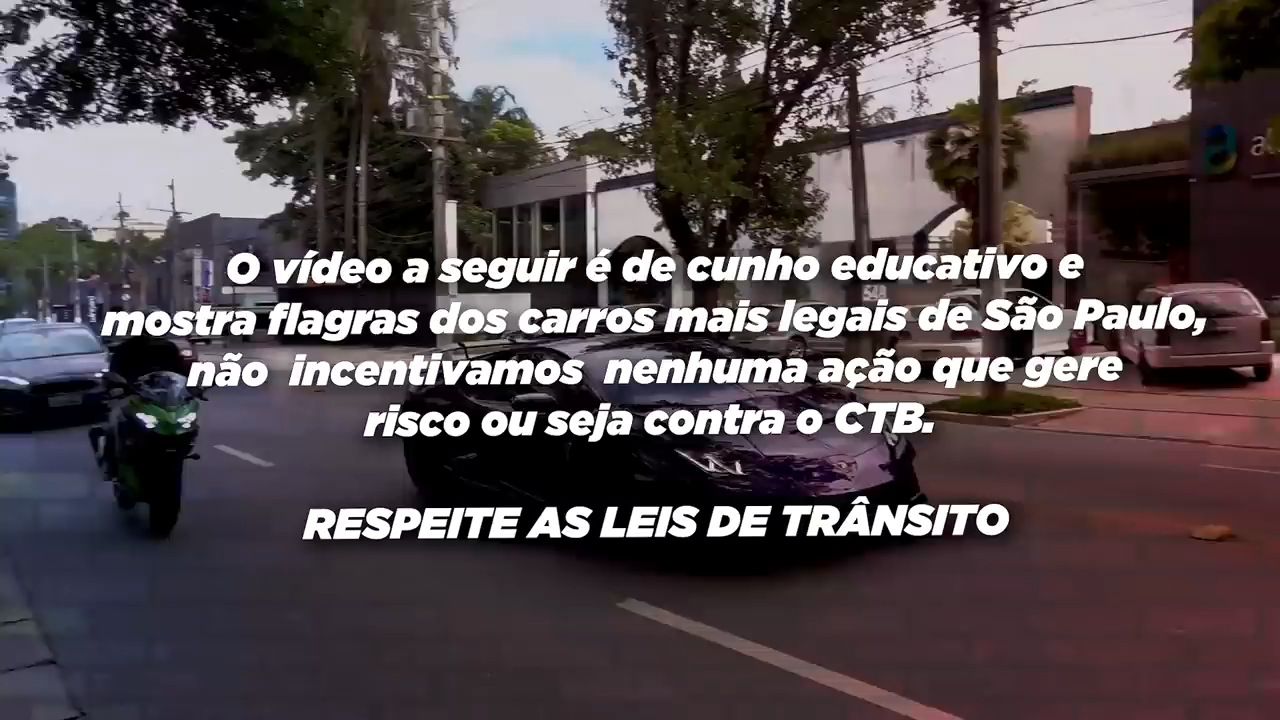 O vídeo a seguir é de cunho educativo e
mostra flagras dos carros mais legais de São Paulo,
não incentivamos nenhuma ação que gere
risco ou seja contra o CTB.
RESPEITE AS LEIS DE TRÂNSITO